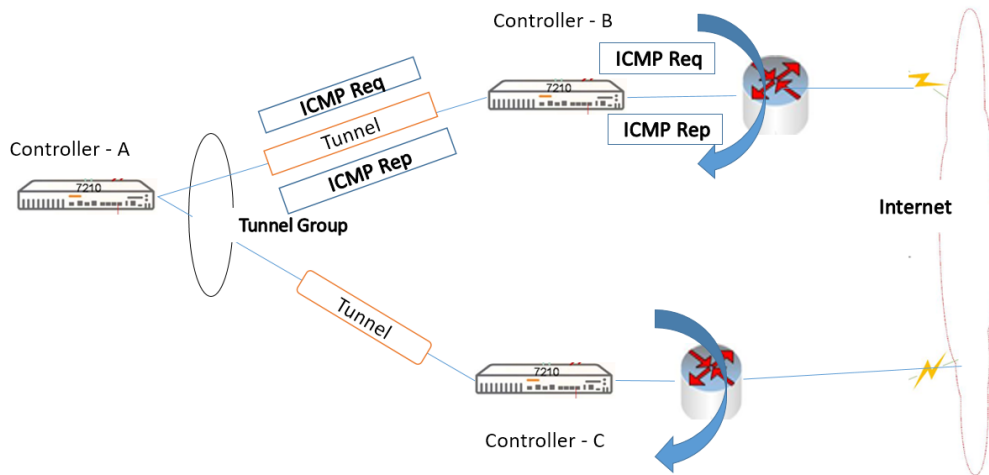 Controller - B
ICMP Req
7210
ICMP Req
Tunnel
ICMP Rep
ICMP Rep
Controller - A
7210
Tunnel Group
Internet
Tunnel
7210
Controller - C